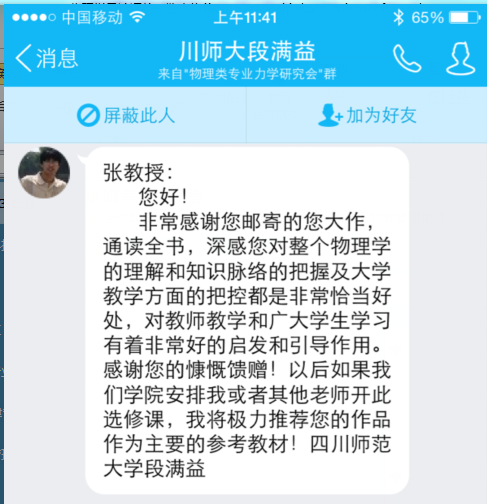 中国移动
上午11:41
65%
消息
川师大段满益
来自"物理类专业力学研究会"群
屏蔽此人
加为好友
张教授：
您好！
非常感谢您邮寄的您大作，
通读全书，深感您对整个物理学
的理解和知识脉络的把握及大学
教学方面的把控都是非常恰当好
处，对教师教学和广大学生学习
有着非常好的启发和引导作用。
感谢您的慷慨馈赠！以后如果我
们学院安排我或者其他老师开此
选修课，我将极力推荐您的作品
作为主要的参考教材！四川师范
大学段满益